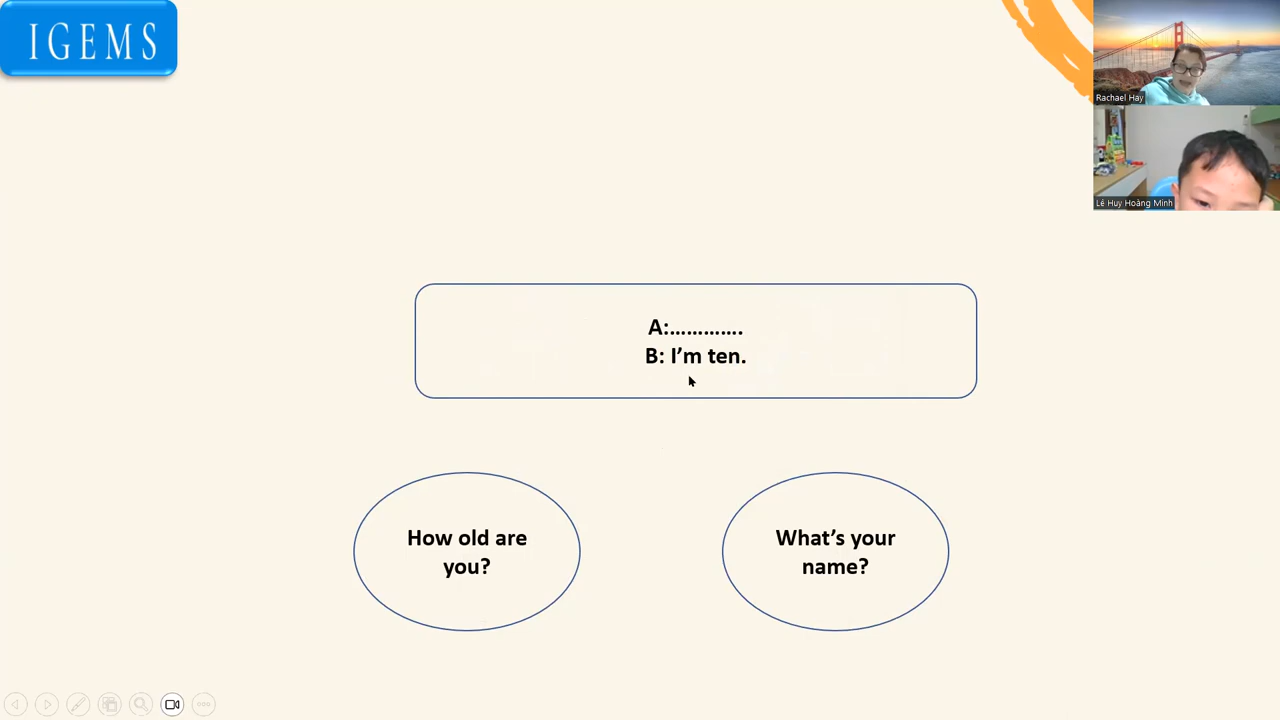 IGEMS
Rachael Hay
Lê Huy Hoàng Minh
A:.............
B: I’m ten.
How old are
you?
What’s your
name?